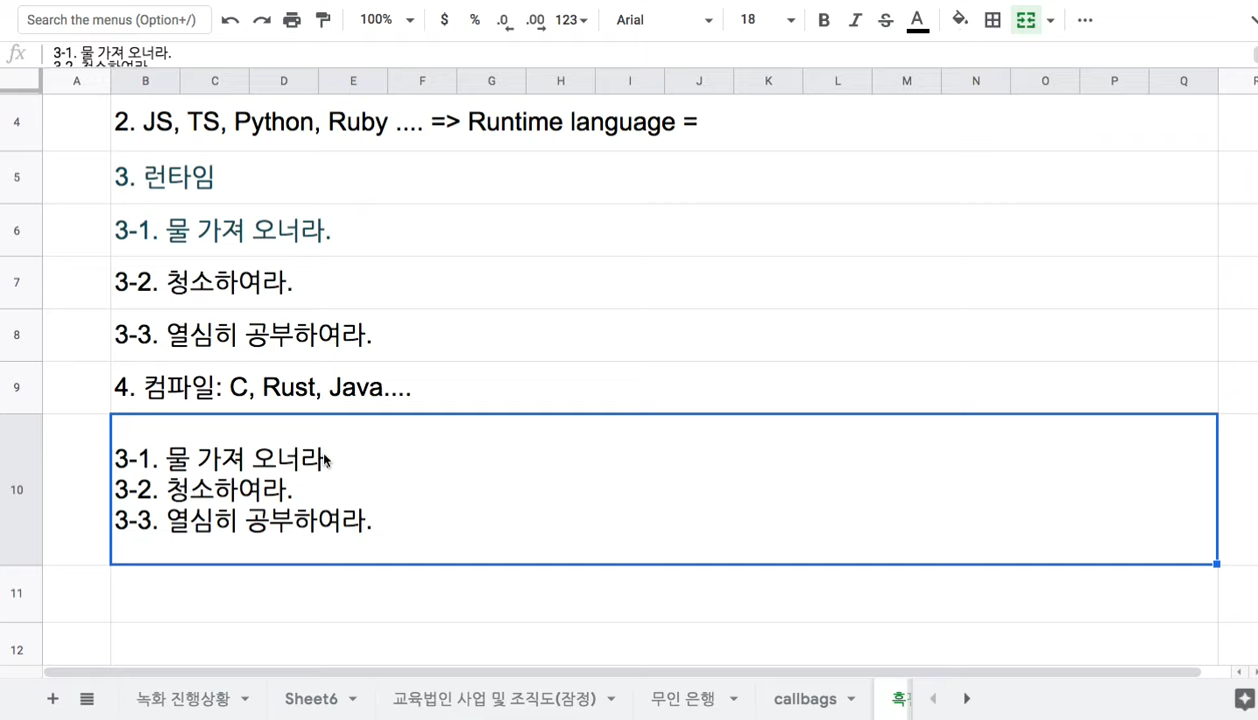 Search the menus (Option+/)
100%
$
%
.0
.00
123
Arial
18
B
I
S
A
fx
3-1. 물 가져 오너라.
A B C D E F G H I J K L M N O P Q
4
2. JS, TS, Python, Ruby .... => Runtime language =
5
3. 런타임
6
3-1. 물 가져 오너라.
7
3-2. 청소하여라.
8
3-3. 열심히 공부하여라.
9
4. 컴파일: C, Rust, Java....
10
3-1. 물 가져 오너라
3-2. 청소하여라.
3-3. 열심히 공부하여라.
11
12
녹화 진행상황
Sheet6
교육법인 사업 및 조직도(잠정)
무인 은행
callbags